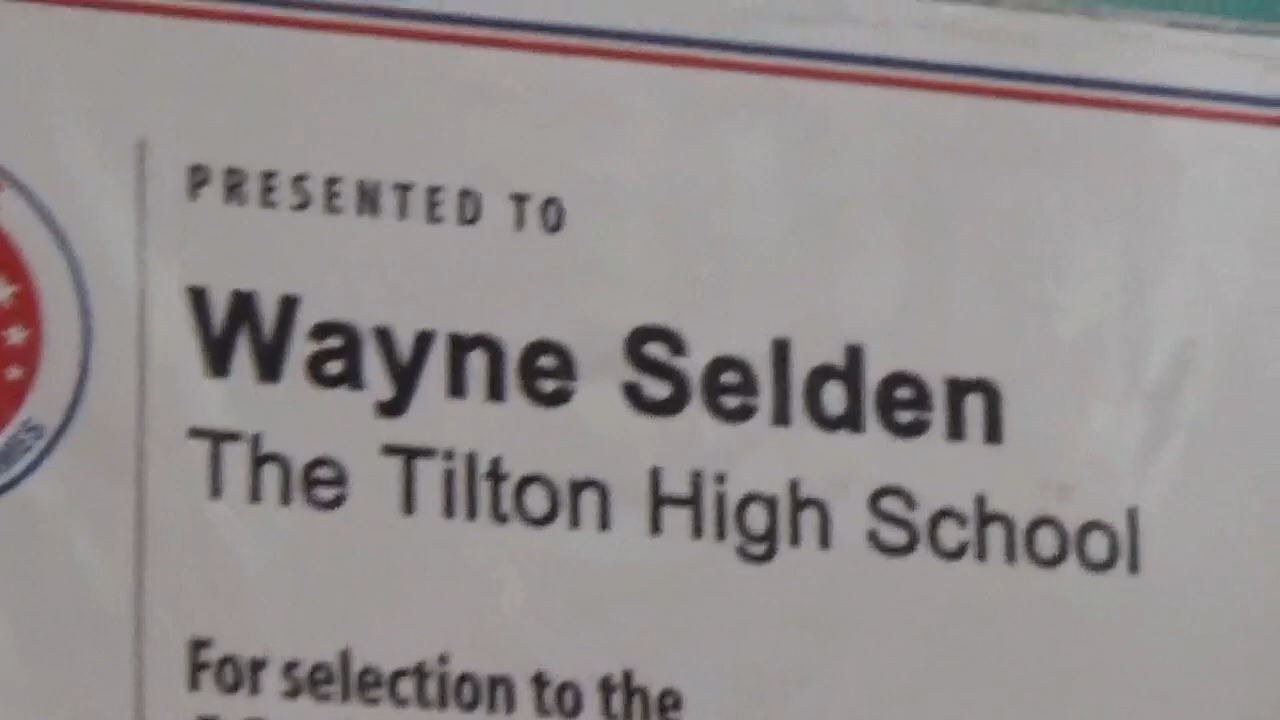 PRESENTED TO
Wayne Selden
The Tilton High School
For selection to the